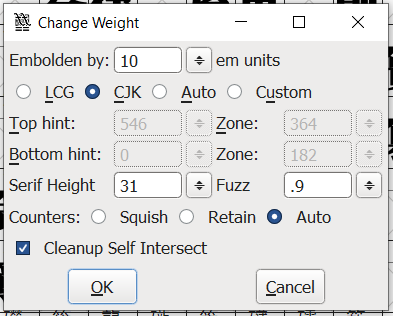 Change Weight
Embolden by: 10 em units
LCG CJK Auto Custom
Top hint: 546 Zone: 364
Bottom hint: 0 Zone: 182
Serif Height 31 Fuzz .9
Counters: Squish Retain Auto
Cleanup Self Intersect
OK Cancel